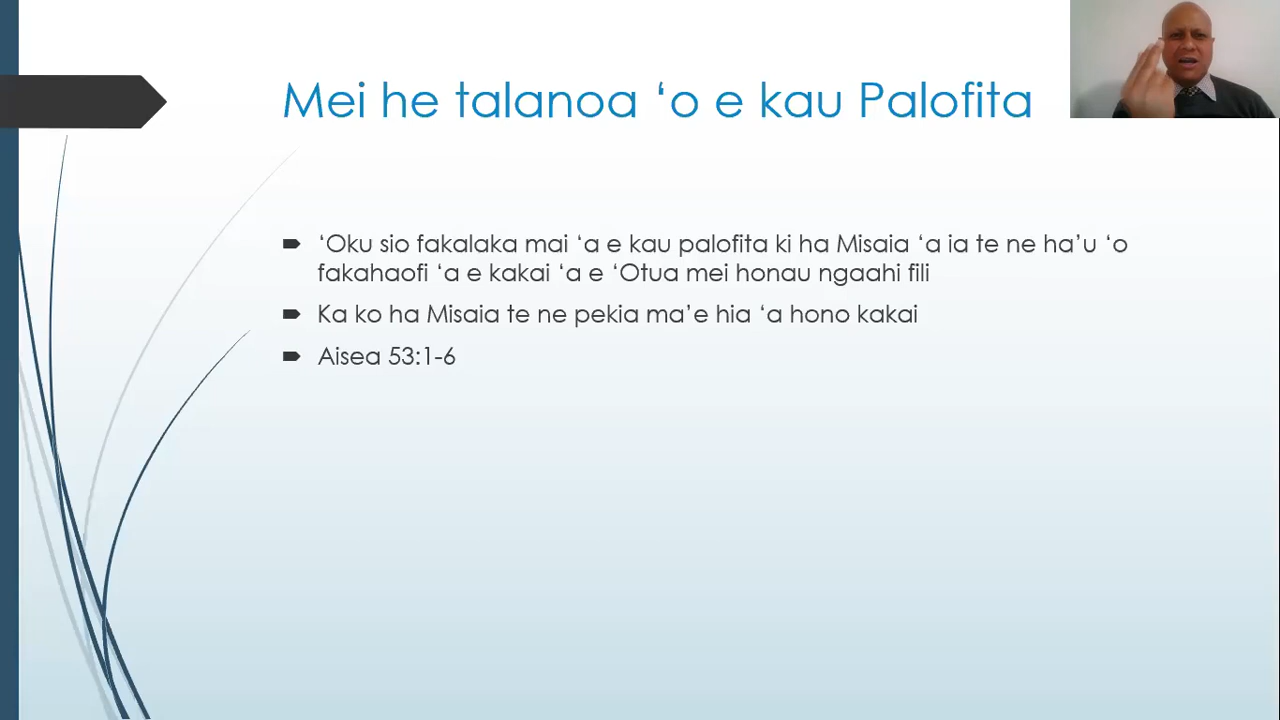 Mei he talanoa ‘o e kau Palofita
‘Oku sio fakalaka mai ‘a e kau palofita ki ha Misaia ‘a ia te ne ha’u ‘o
fakahaofi ‘a e kakai ‘a e ‘Otua mei honau ngaahi fili
Ka ko ha Misaia te ne pekia ma’e hia ‘a hono kakai
Aisea 53:1-6